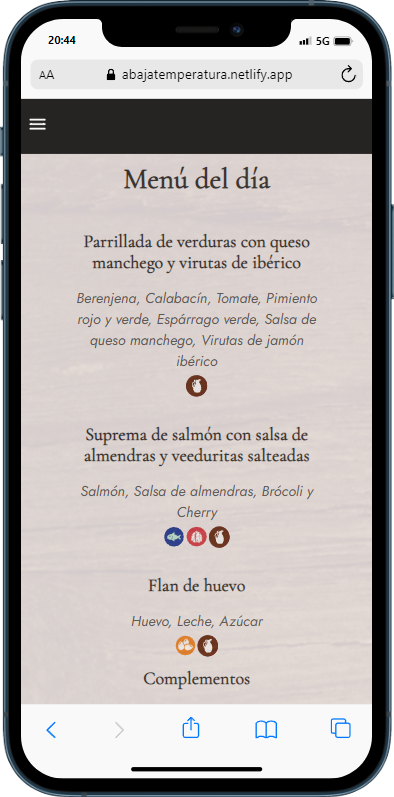 20:44
5G
AA
abajatemperatura.netlify.app
Menú del día
Parrillada de verduras con queso
manchego y virutas de ibérico
Berenjena, Calabacín, Tomate, Pimiento
rojo y verde, Espárrago verde, Salsa de
queso manchego, Virutas de jamón
ibérico
Suprema de salmón con salsa de
almendras y veeduritas salteadas
Salmón, Salsa de almendras, Brócoli y
Cherry
Flan de huevo
Huevo, Leche, Azúcar
Complementos